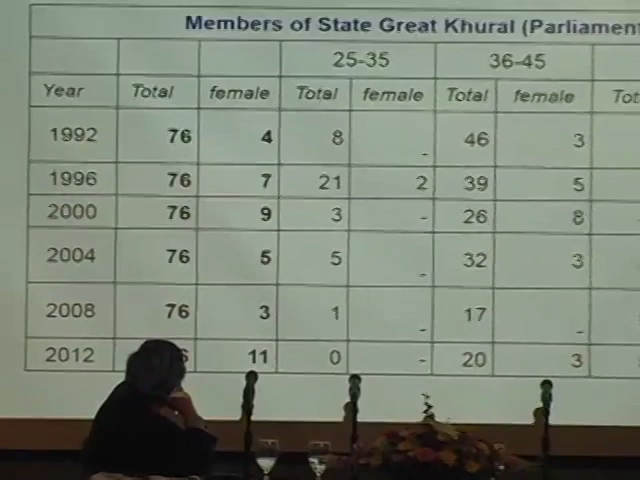 Members of State Great Khural (Parliament
25-35 36-45
Year Total female Total female Total female Tot
1992 76 4 8 - 46 3
1996 76 7 21 2 39 5
2000 76 9 3 - 26 8
2004 76 5 5 - 32 3
2008 76 3 1 - 17 -
2012 6 11 0 - 20 3